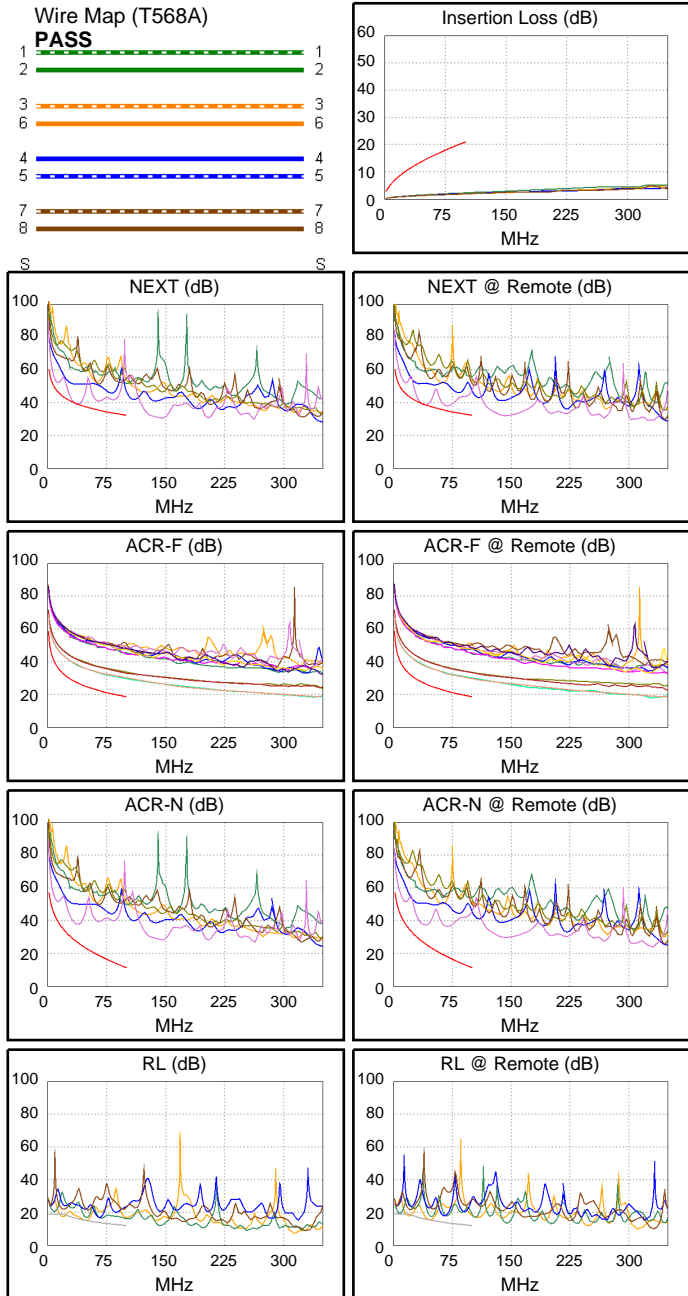 Wire Map (T568A)
PASS
1 1
2 2
3 3
6 6
4 4
5 5
7 7
8 8
S S
Insertion Loss (dB)
60
50
40
30
20
10
0
0 75 150 225 300
MHz
NEXT (dB)
100
80
60
40
20
0
0 75 150 225 300
MHz
NEXT @ Remote (dB)
100
80
60
40
20
0
0 75 150 225 300
MHz
ACR-F (dB)
100
80
60
40
20
0
0 75 150 225 300
MHz
ACR-F @ Remote (dB)
100
80
60
40
20
0
0 75 150 225 300
MHz
ACR-N (dB)
100
80
60
40
20
0
0 75 150 225 300
MHz
ACR-N @ Remote (dB)
100
80
60
40
20
0
0 75 150 225 300
MHz
RL (dB)
100
80
60
40
20
0
0 75 150 225 300
MHz
RL @ Remote (dB)
100
80
60
40
20
0
0 75 150 225 300
MHz